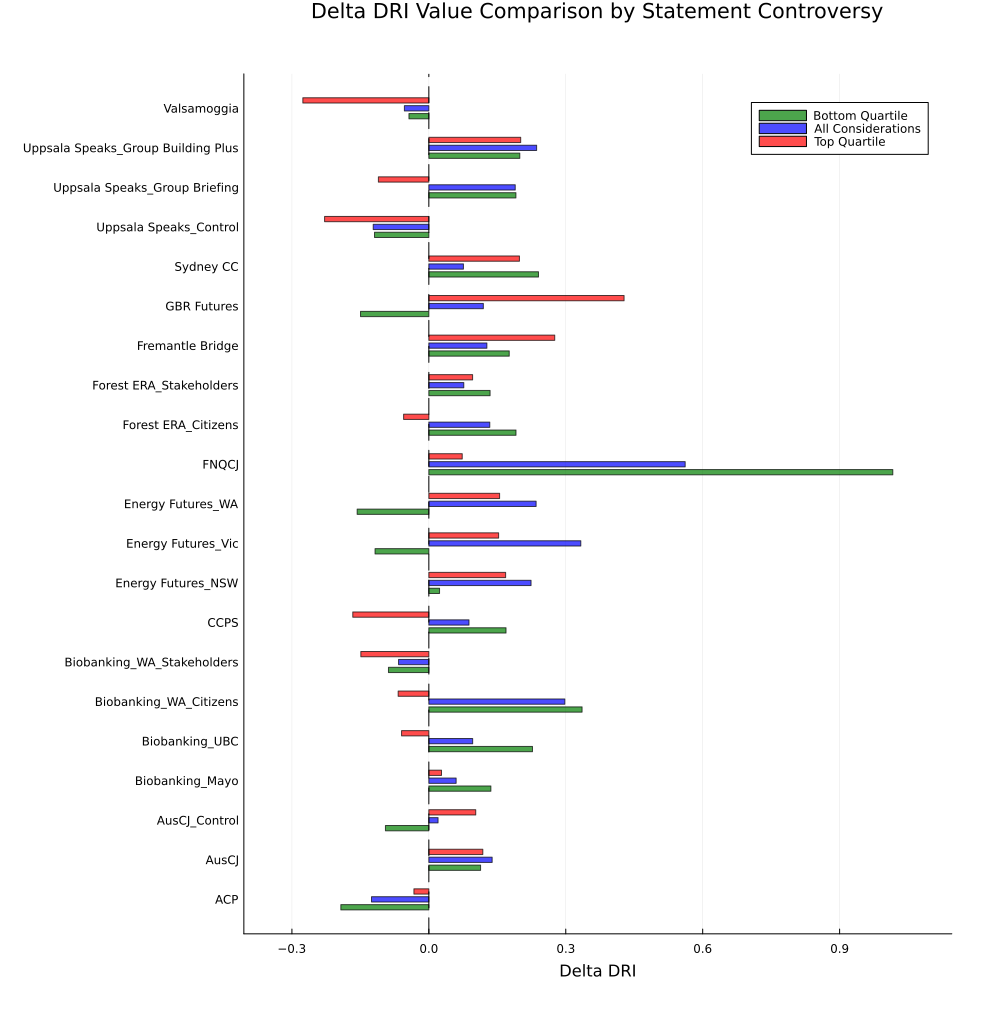 Delta DRI Value Comparison by Statement Controversy
Bottom Quartile
All Considerations
Top Quartile
Valsamoggia
Uppsala Speaks_Group Building Plus
Uppsala Speaks_Group Briefing
Uppsala Speaks_Control
Sydney CC
GBR Futures
Fremantle Bridge
Forest ERA_Stakeholders
Forest ERA_Citizens
FNQCJ
Energy Futures_WA
Energy Futures_Vic
Energy Futures_NSW
CCPS
Biobanking_WA_Stakeholders
Biobanking_WA_Citizens
Biobanking_UBC
Biobanking_Mayo
AusCJ_Control
AusCJ
ACP
−0.3 0.0 0.3 0.6 0.9
Delta DRI